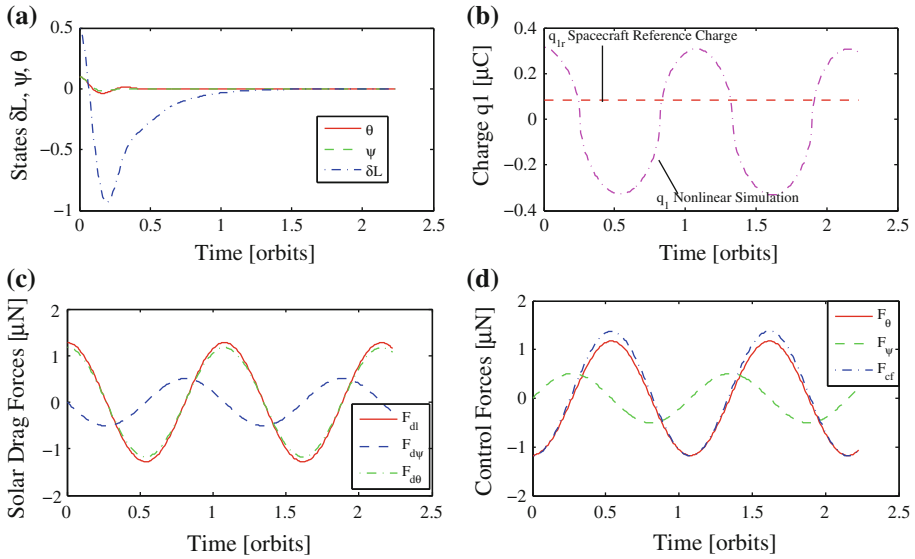 (a)
0.5
0
−0.5
−1
0
0.5
1
1.5
2
2.5
States δL, ψ, θ
Time [orbits]
θ
ψ
δL
(b)
0.4
0.2
0
−0.2
−0.4
0
0.5
1
1.5
2
2.5
Charge q1 [μC]
Time [orbits]
q1r Spacecraft Reference Charge
q1 Nonlinear Simulation
(c)
2
1
0
−1
−2
0
0.5
1
1.5
2
2.5
Solar Drag Forces [μN]
Time [orbits]
Fdl
Fdψ
Fdθ
(d)
2
1
0
−1
−2
0
0.5
1
1.5
2
2.5
Control Forces [μN]
Time [orbits]
Fθ
Fψ
Fcf